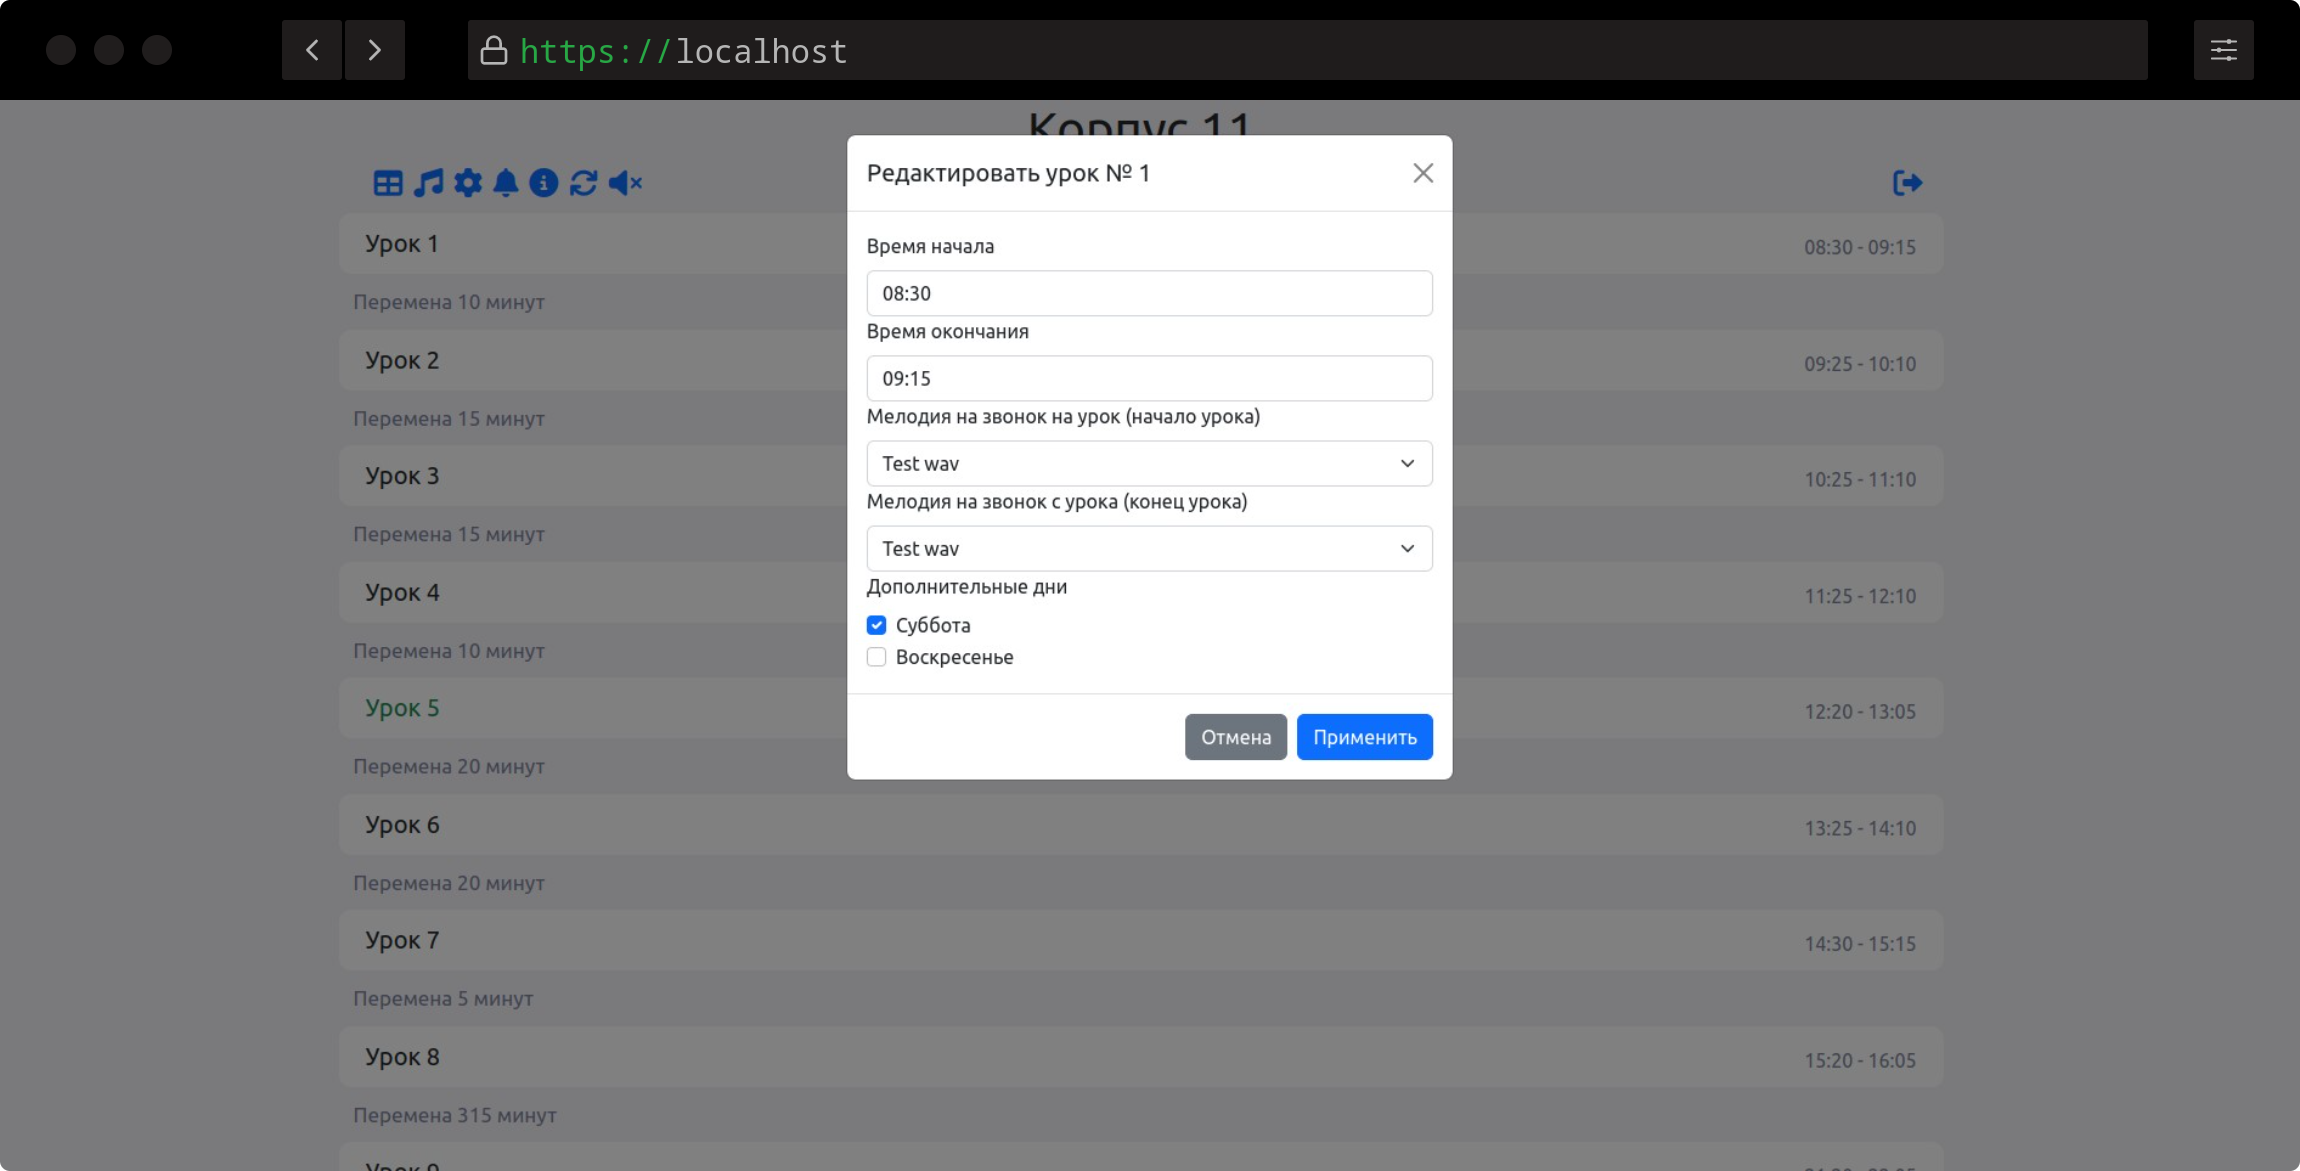 https://localhost
Корпус 11
Редактировать урок № 1
Урок 1
08:30 - 09:15
Время начала
08:30
Перемена 10 минут
Время окончания
Урок 2
09:25 - 10:10
09:15
Перемена 15 минут
Мелодия на звонок на урок (начало урока)
Test wav
Урок 3
10:25 - 11:10
Мелодия на звонок с урока (конец урока)
Перемена 15 минут
Test wav
Дополнительные дни
Урок 4
11:25 - 12:10
Суббота
Перемена 10 минут
Воскресенье
Урок 5
12:20 - 13:05
Отмена
Применить
Перемена 20 минут
Урок 6
13:25 - 14:10
Перемена 20 минут
Урок 7
14:30 - 15:15
Перемена 5 минут
Урок 8
15:20 - 16:05
Перемена 315 минут
Урок 9